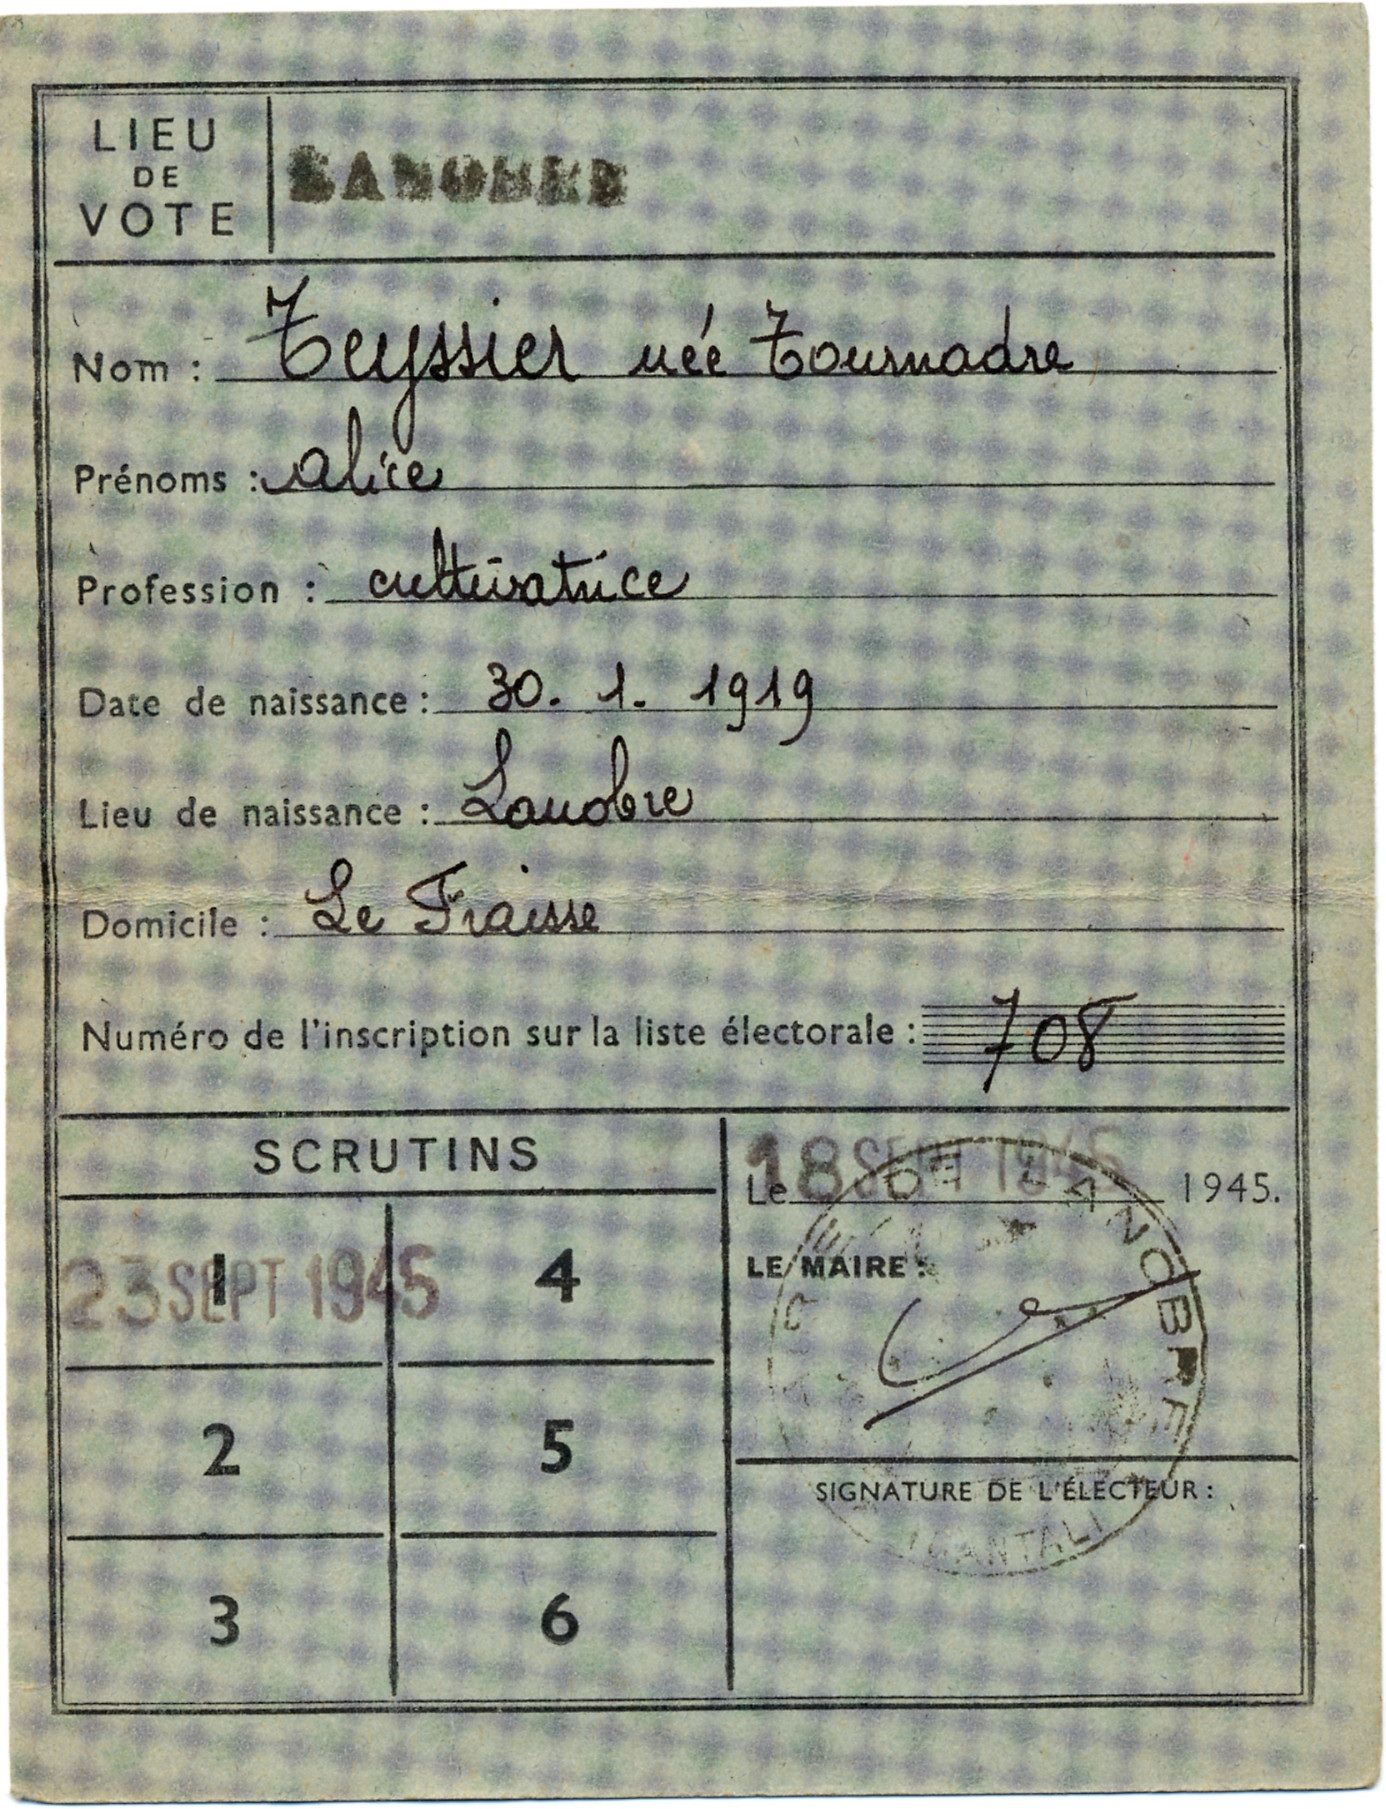 LIEU
DE
VOTE
LANOBRE
Nom : Teyssier née Tournadre
Prénoms : Alice
Profession : cultivatrice
Date de naissance : 30. 1. 1919
Lieu de naissance : Lanobre
Domicile : Le Fraisse
Numéro de l'inscription sur la liste électorale : 708
SCRUTINS
1
23 SEPT 1945
4
2
5
3
6
Le 18 SEPT 1945 1945.
LE MAIRE :
MAIRIE DE LANOBRE
(CANTAL)
SIGNATURE DE L'ÉLECTEUR :